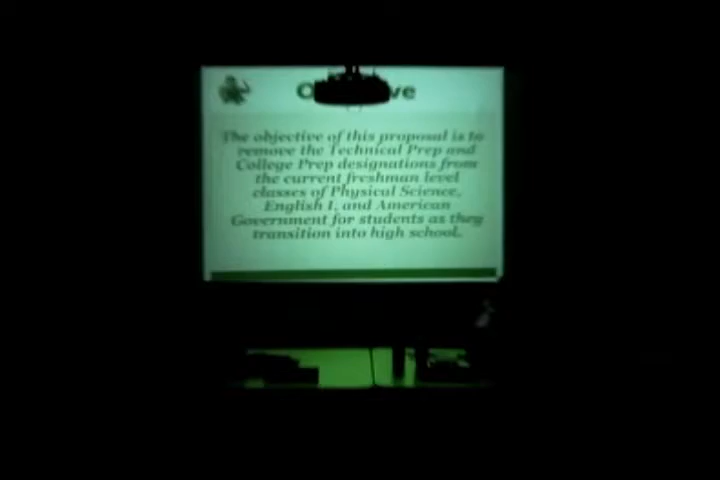 The objective of this proposal is to
remove the Technical Prep and
College Prep designations from
the current freshman level
classes of Physical Science,
English I, and American
Government for students as they
transition into high school.